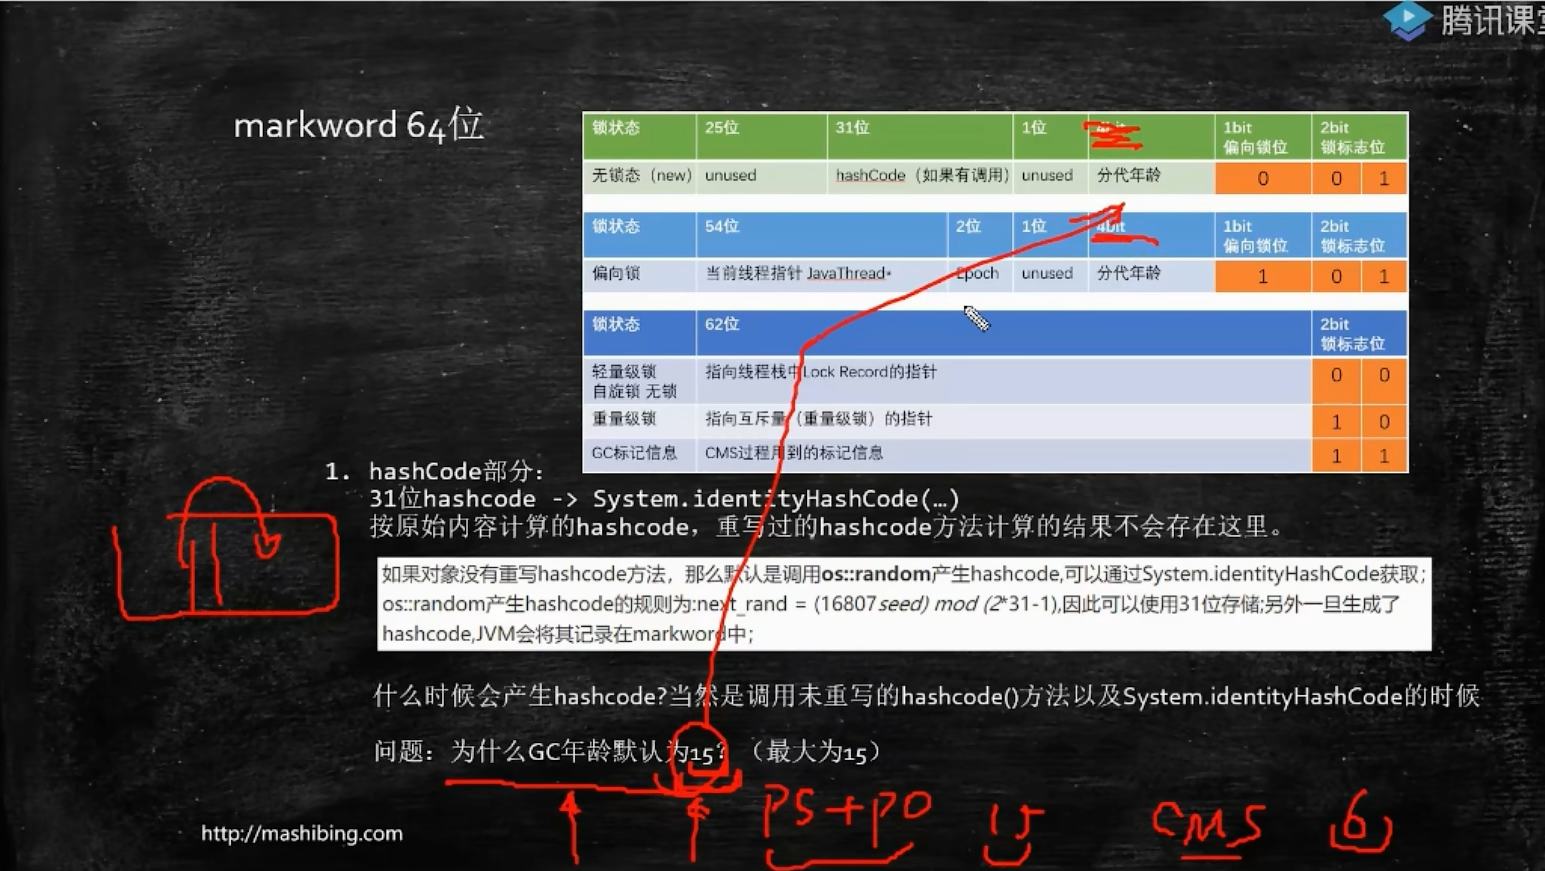 腾讯课堂
markword 64位
锁状态 25位 31位 1位 4bit 1bit 偏向锁位 2bit 锁标志位
无锁态（new） unused hashCode（如果有调用） unused 分代年龄 0 0 1
锁状态 54位 2位 1位 4bit 1bit 偏向锁位 2bit 锁标志位
偏向锁 当前线程指针 JavaThread* Epoch unused 分代年龄 1 0 1
锁状态 62位 2bit 锁标志位
轻量级锁 自旋锁 无锁 指向线程栈中Lock Record的指针 0 0
重量级锁 指向互斥量（重量级锁）的指针 1 0
GC标记信息 CMS过程用到的标记信息 1 1
1. hashCode部分：
31位hashcode -> System.identityHashCode(…)
按原始内容计算的hashcode，重写过的hashcode方法计算的结果不会存在这里。
如果对象没有重写hashcode方法，那么默认是调用os::random产生hashcode,可以通过System.identityHashCode获取；
os::random产生hashcode的规则为:next_rand = (16807seed) mod (2*31-1),因此可以使用31位存储;另外一旦生成了
hashcode,JVM会将其记录在markword中；
什么时候会产生hashcode?当然是调用未重写的hashcode()方法以及System.identityHashCode的时候
问题：为什么GC年龄默认为15？（最大为15）
PS+PO 15 CMS 6
http://mashibing.com